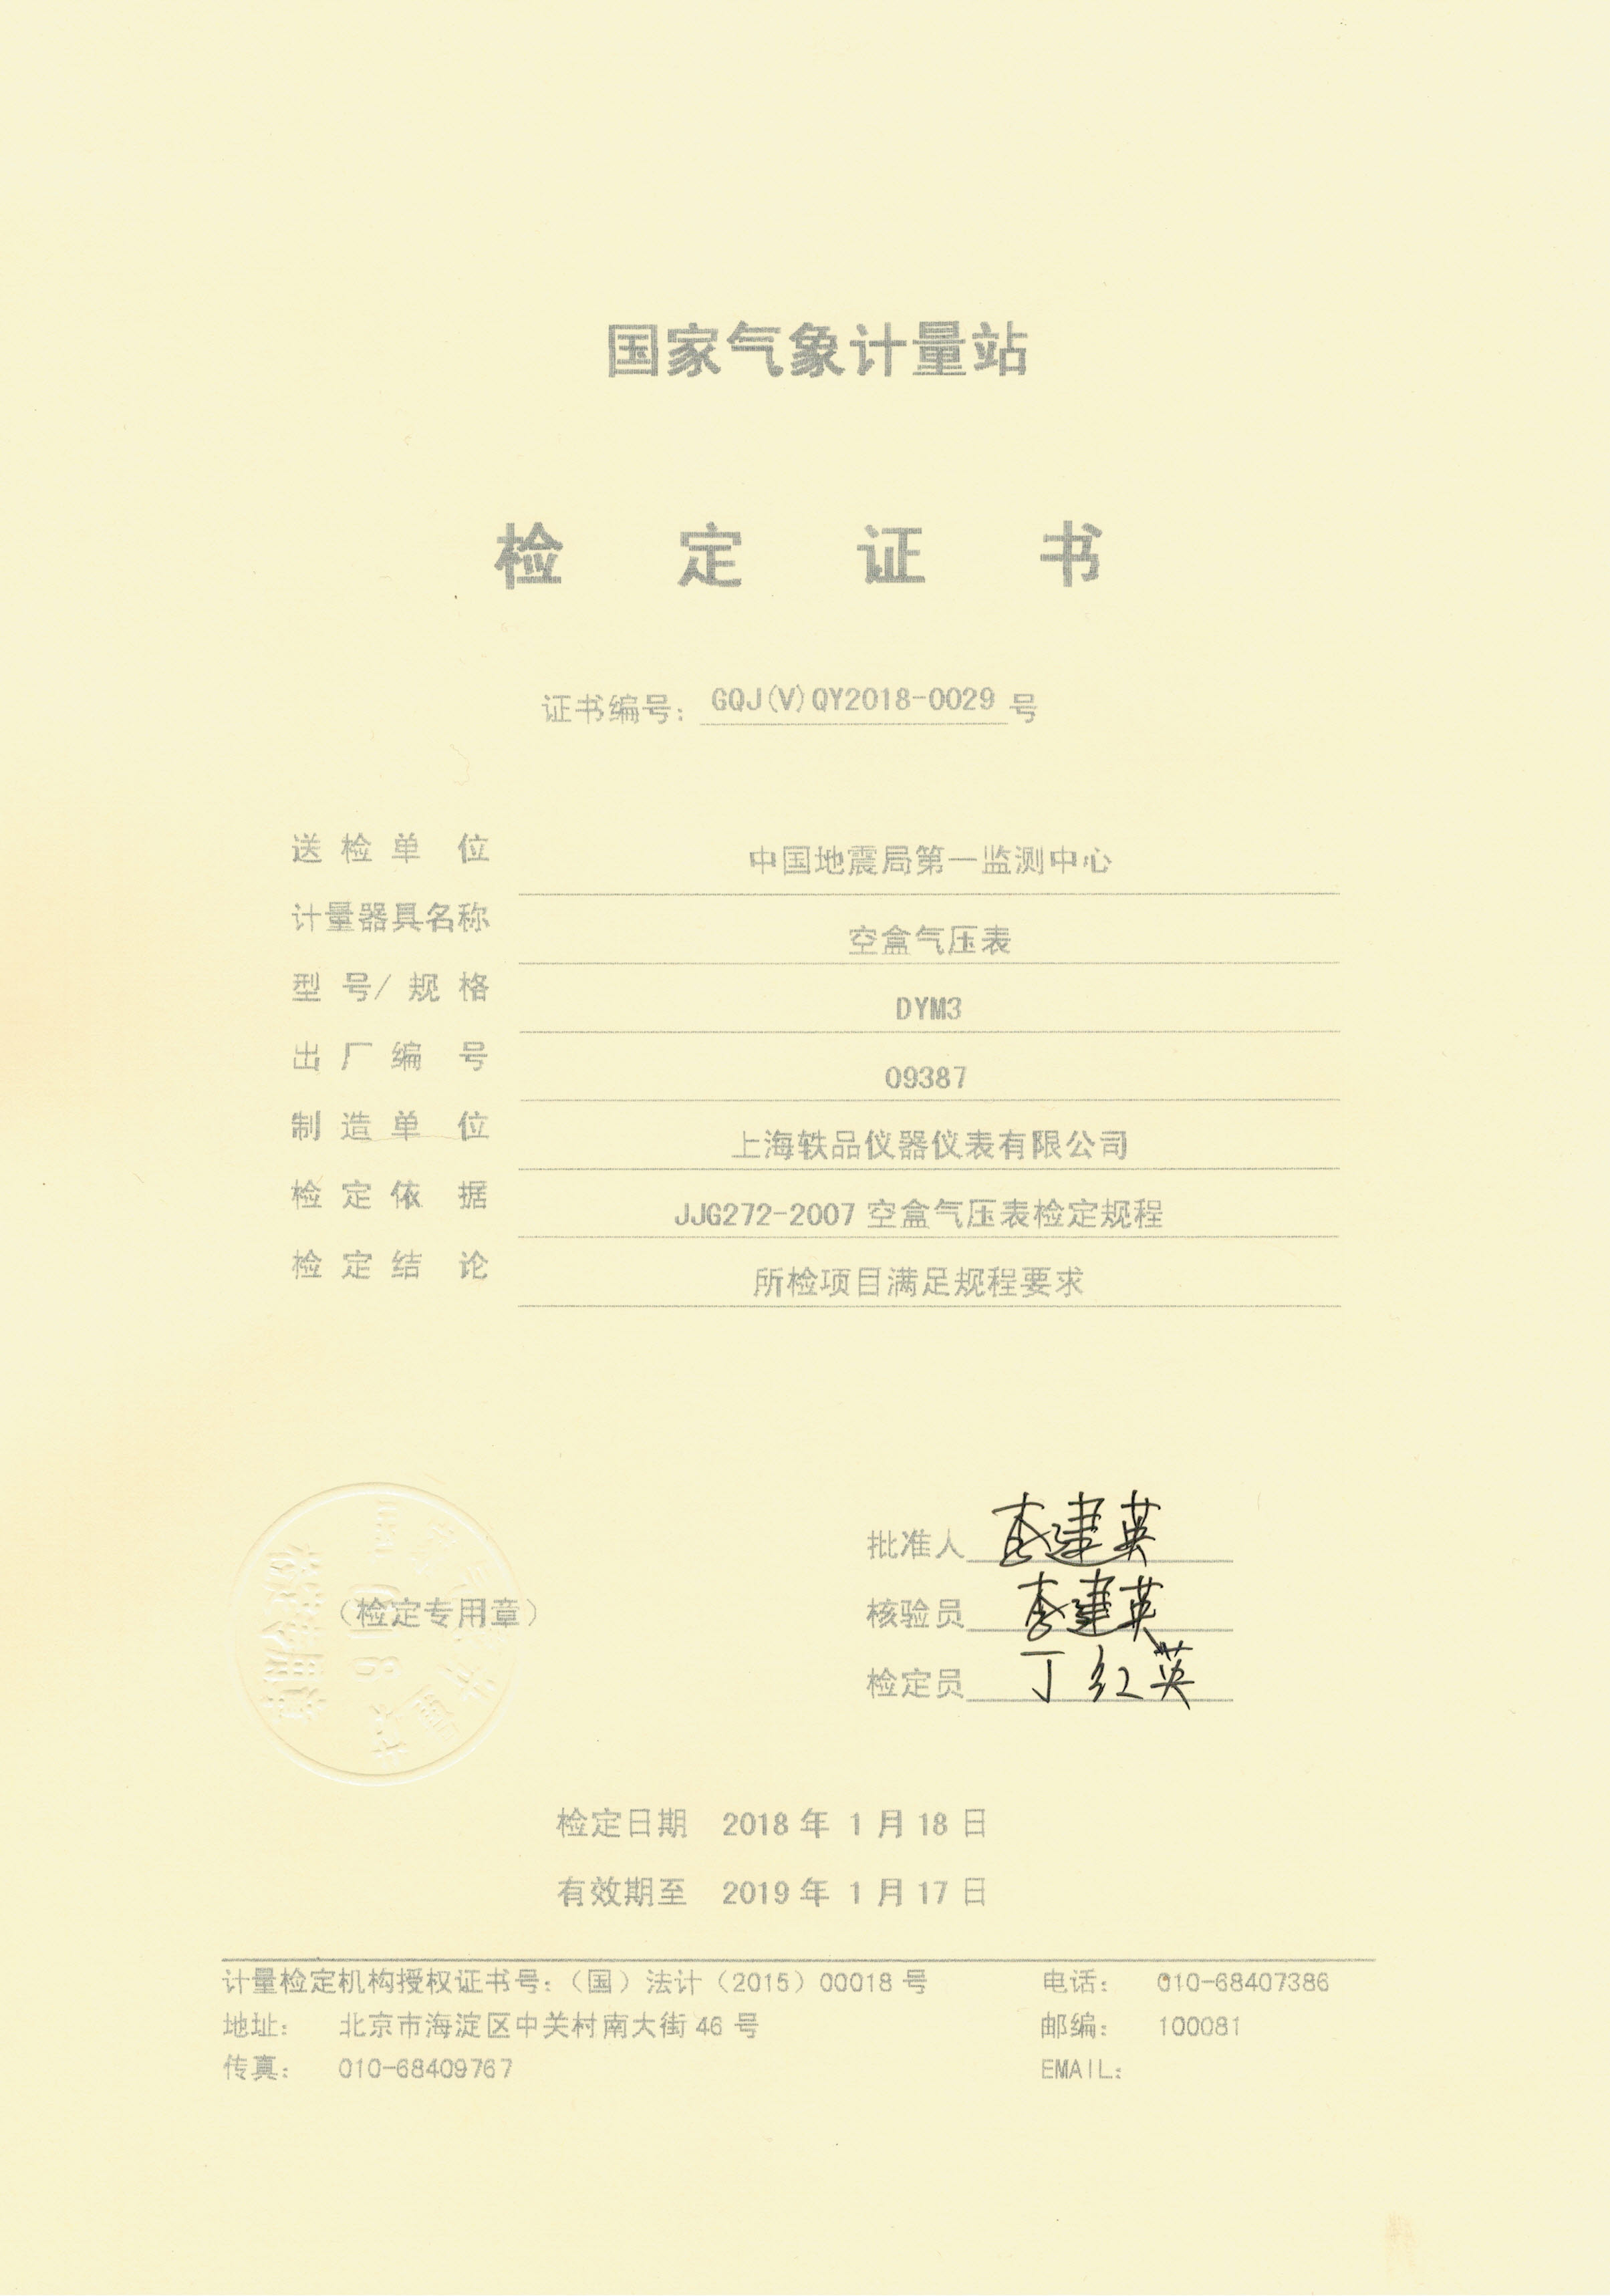 国家气象计量站
检定证书
证书编号： GQJ(V)QY2018-0029 号
送检单位 中国地震局第一监测中心
计量器具名称 空盒气压表
型号/规格 DYM3
出厂编号 09387
制造单位 上海轶品仪器仪表有限公司
检定依据 JJG272-2007 空盒气压表检定规程
检定结论 所检项目满足规程要求
批准人 李建英
（检定专用章）
核验员 李建英
检定员 丁红英
检定日期 2018 年 1 月 18 日
有效期至 2019 年 1 月 17 日
计量检定机构授权证书号：（国）法计（2015）00018 号 电话： 010-68407386
地址： 北京市海淀区中关村南大街 46 号 邮编： 100081
传真： 010-68409767 EMAIL：